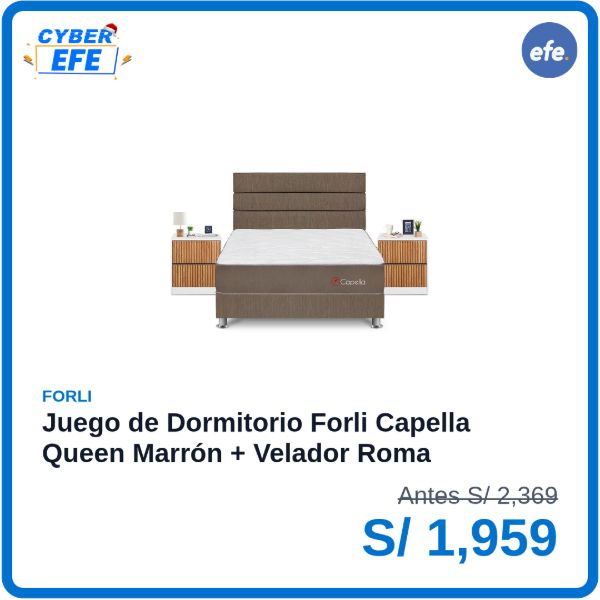 CYBER
EFE
efe.
Capella
FORLI
Juego de Dormitorio Forli Capella
Queen Marrón + Velador Roma
Antes S/ 2,369
S/ 1,959